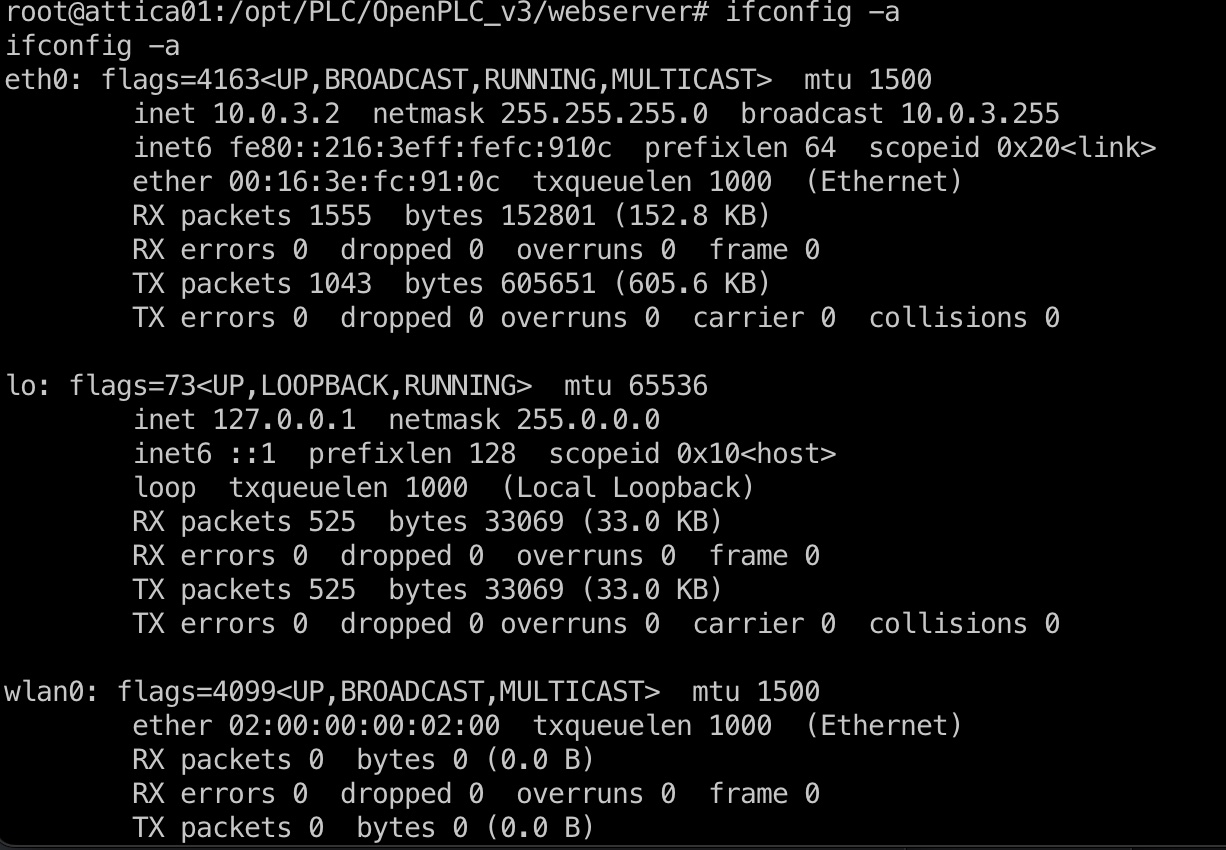 root@attica01:/opt/PLC/OpenPLC_v3/webserver# ifconfig -a
ifconfig -a
eth0: flags=4163<UP,BROADCAST,RUNNING,MULTICAST>  mtu 1500
        inet 10.0.3.2  netmask 255.255.255.0  broadcast 10.0.3.255
        inet6 fe80::216:3eff:fefc:910c  prefixlen 64  scopeid 0x20<link>
        ether 00:16:3e:fc:91:0c  txqueuelen 1000  (Ethernet)
        RX packets 1555  bytes 152801 (152.8 KB)
        RX errors 0  dropped 0  overruns 0  frame 0
        TX packets 1043  bytes 605651 (605.6 KB)
        TX errors 0  dropped 0 overruns 0  carrier 0  collisions 0

lo: flags=73<UP,LOOPBACK,RUNNING>  mtu 65536
        inet 127.0.0.1  netmask 255.0.0.0
        inet6 ::1  prefixlen 128  scopeid 0x10<host>
        loop  txqueuelen 1000  (Local Loopback)
        RX packets 525  bytes 33069 (33.0 KB)
        RX errors 0  dropped 0  overruns 0  frame 0
        TX packets 525  bytes 33069 (33.0 KB)
        TX errors 0  dropped 0 overruns 0  carrier 0  collisions 0

wlan0: flags=4099<UP,BROADCAST,MULTICAST>  mtu 1500
        ether 02:00:00:00:02:00  txqueuelen 1000  (Ethernet)
        RX packets 0  bytes 0 (0.0 B)
        RX errors 0  dropped 0  overruns 0  frame 0
        TX packets 0  bytes 0 (0.0 B)